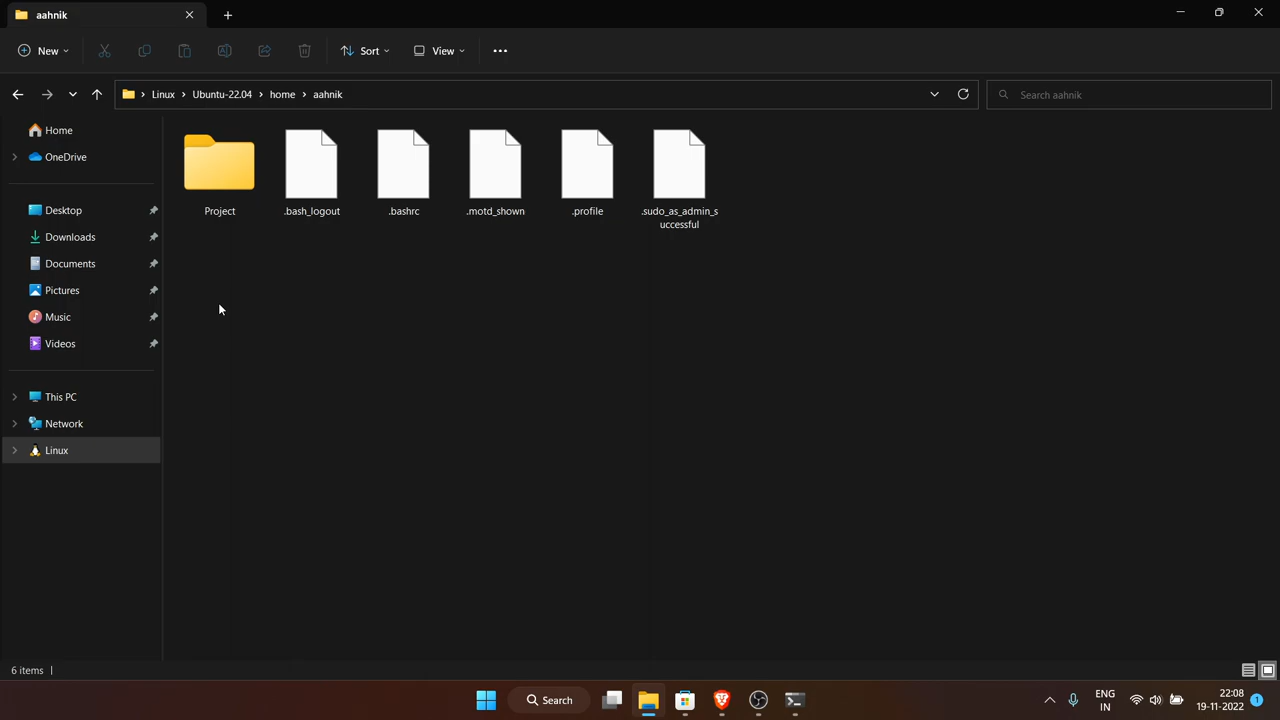 aahnik
New
Sort
View
Linux
Ubuntu-22.04
home
aahnik
Search aahnik
Home
OneDrive
Desktop
Downloads
Documents
Pictures
Music
Videos
This PC
Network
Linux
Project
.bash_logout
.bashrc
.motd_shown
.profile
.sudo_as_admin_s
uccessful
6 items
Search
ENG
IN
22:08
19-11-2022
1